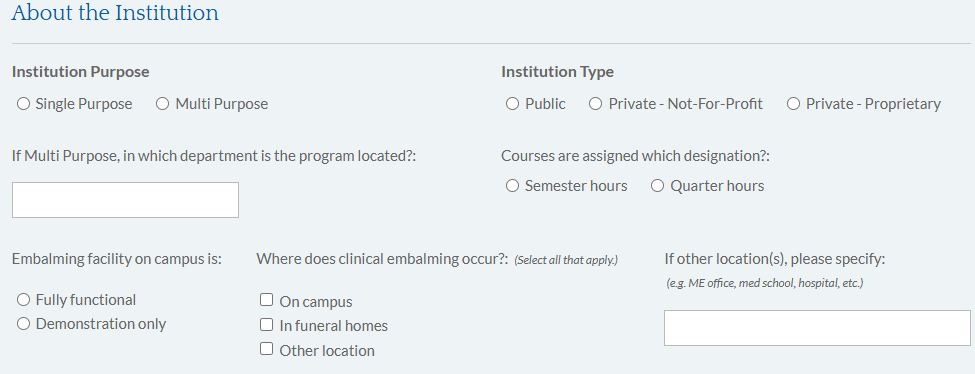 About the Institution
Institution Purpose
Single Purpose Multi Purpose
Institution Type
Public Private - Not-For-Profit Private - Proprietary
If Multi Purpose, in which department is the program located?:
Courses are assigned which designation?:
Semester hours Quarter hours
Embalming facility on campus is:
Fully functional
Demonstration only
Where does clinical embalming occur?: (Select all that apply.)
On campus
In funeral homes
Other location
If other location(s), please specify:
(e.g. ME office, med school, hospital, etc.)